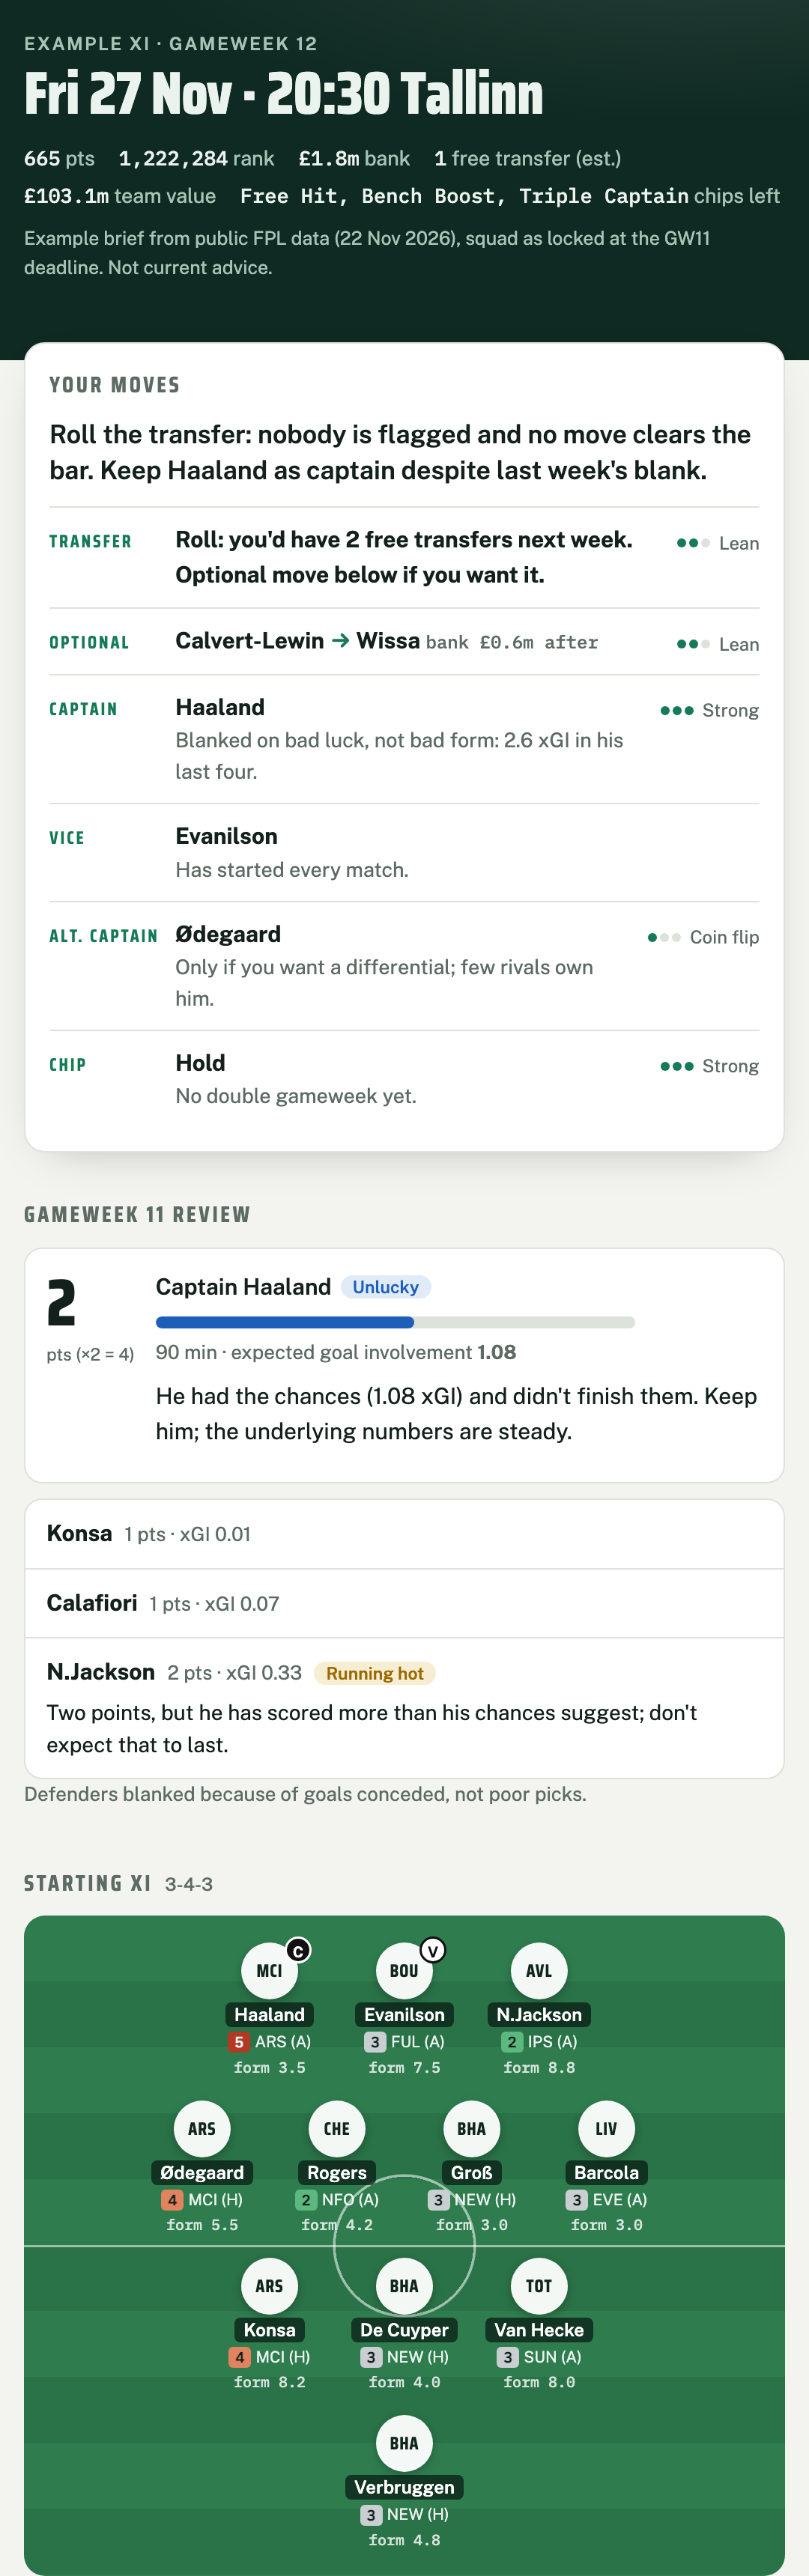 EXAMPLE XI · GAMEWEEK 12
Fri 27 Nov · 20:30 Tallinn
665 pts 1,222,284 rank £1.8m bank 1 free transfer (est.)
£103.1m team value Free Hit, Bench Boost, Triple Captain chips left
Example brief from public FPL data (22 Nov 2026), squad as locked at the GW11
deadline. Not current advice.
YOUR MOVES
Roll the transfer: nobody is flagged and no move clears the
bar. Keep Haaland as captain despite last week's blank.
TRANSFER Roll: you'd have 2 free transfers next week. Lean
Optional move below if you want it.
OPTIONAL Calvert-Lewin → Wissa bank £0.6m after Lean
CAPTAIN Haaland Strong
Blanked on bad luck, not bad form: 2.6 xGI in his
last four.
VICE Evanilson
Has started every match.
ALT. CAPTAIN Ødegaard Coin flip
Only if you want a differential; few rivals own
him.
CHIP Hold Strong
No double gameweek yet.
GAMEWEEK 11 REVIEW
2 Captain Haaland Unlucky
pts (×2 = 4) 90 min · expected goal involvement 1.08
He had the chances (1.08 xGI) and didn't finish them. Keep
him; the underlying numbers are steady.
Konsa 1 pts · xGI 0.01
Calafiori 1 pts · xGI 0.07
N.Jackson 2 pts · xGI 0.33 Running hot
Two points, but he has scored more than his chances suggest; don't
expect that to last.
Defenders blanked because of goals conceded, not poor picks.
STARTING XI 3-4-3
MCI C BOU V AVL
Haaland Evanilson N.Jackson
5 ARS (A) 3 FUL (A) 2 IPS (A)
form 3.5 form 7.5 form 8.8
ARS CHE BHA LIV
Ødegaard Rogers Groß Barcola
4 MCI (H) 2 NFO (A) 3 NEW (H) 3 EVE (A)
form 5.5 form 4.2 form 3.0 form 3.0
ARS BHA TOT
Konsa De Cuyper Van Hecke
4 MCI (H) 3 NEW (H) 3 SUN (A)
form 8.2 form 4.0 form 8.0
BHA
Verbruggen
3 NEW (H)
form 4.8